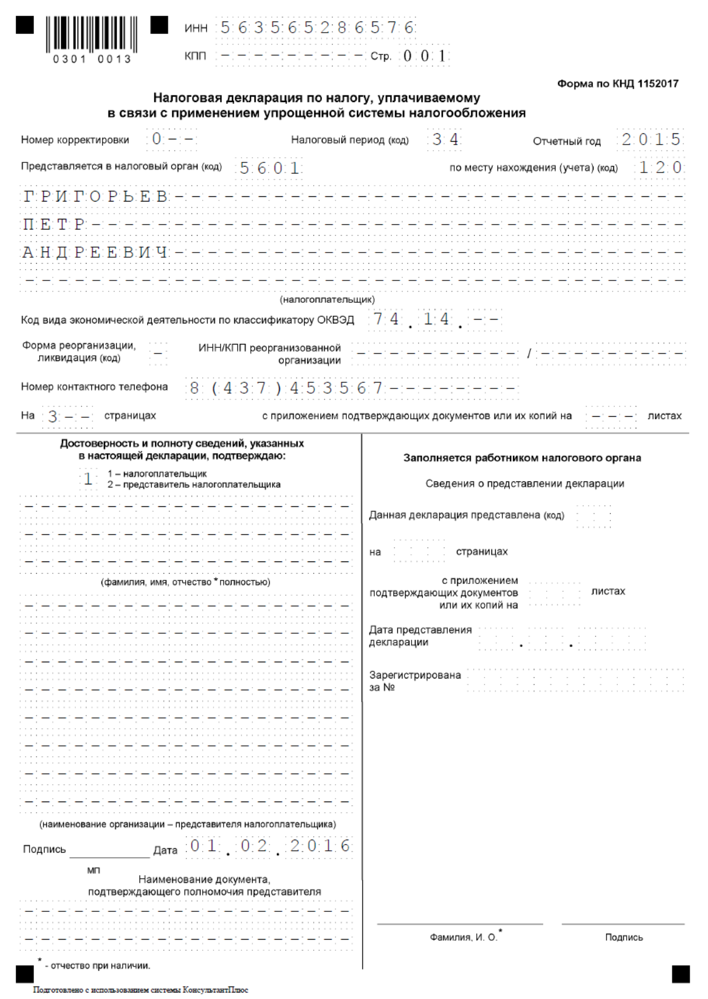 ИНН 563565286576
0301 0013
КПП – – – – – – – – – Стр. 001
Форма по КНД 1152017
Налоговая декларация по налогу, уплачиваемому
в связи с применением упрощенной системы налогообложения
Номер корректировки 0 – – Налоговый период (код) 34 Отчетный год 2015
Представляется в налоговый орган (код) 5601 по месту нахождения (учета) (код) 120
ГРИГОРЬЕВ – – – – – – – – – – – – – – – – – – – – – – – – – – – – – – –
ПЕТР – – – – – – – – – – – – – – – – – – – – – – – – – – – – – – – – – – – –
АНДРЕЕВИЧ – – – – – – – – – – – – – – – – – – – – – – – – – – – – – – –
– – – – – – – – – – – – – – – – – – – – – – – – – – – – – – – – – – – – – – – –
(налогоплательщик)
Код вида экономической деятельности по классификатору ОКВЭД 74.14.– –
Форма реорганизации,
ликвидация (код) –
ИНН/КПП реорганизованной
организации – – – – – – – – – – / – – – – – – – – –
Номер контактного телефона 8(437)453567 – – – – – – – –
На 3 – – страницах с приложением подтверждающих документов или их копий на – – – листах
Достоверность и полноту сведений, указанных
в настоящей декларации, подтверждаю:
1 1 – налогоплательщик
2 – представитель налогоплательщика
– – – – – – – – – – – – – – – – – – – –
– – – – – – – – – – – – – – – – – – – –
– – – – – – – – – – – – – – – – – – – –
(фамилия, имя, отчество * полностью)
– – – – – – – – – – – – – – – – – – – –
– – – – – – – – – – – – – – – – – – – –
– – – – – – – – – – – – – – – – – – – –
– – – – – – – – – – – – – – – – – – – –
– – – – – – – – – – – – – – – – – – – –
– – – – – – – – – – – – – – – – – – – –
– – – – – – – – – – – – – – – – – – – –
– – – – – – – – – – – – – – – – – – – –
(наименование организации – представителя налогоплательщика)
Подпись Дата 01.02.2016
МП
Наименование документа,
подтверждающего полномочия представителя
– – – – – – – – – – – – – – – – – – – –
– – – – – – – – – – – – – – – – – – – –
* - отчество при наличии.
Заполняется работником налогового органа
Сведения о представлении декларации
Данная декларация представлена (код)
на страницах
с приложением
подтверждающих документов
или их копий на листах
Дата представления
декларации . .
Зарегистрирована
за №
Фамилия, И. О.* Подпись
Подготовлено с использованием системы КонсультантПлюс